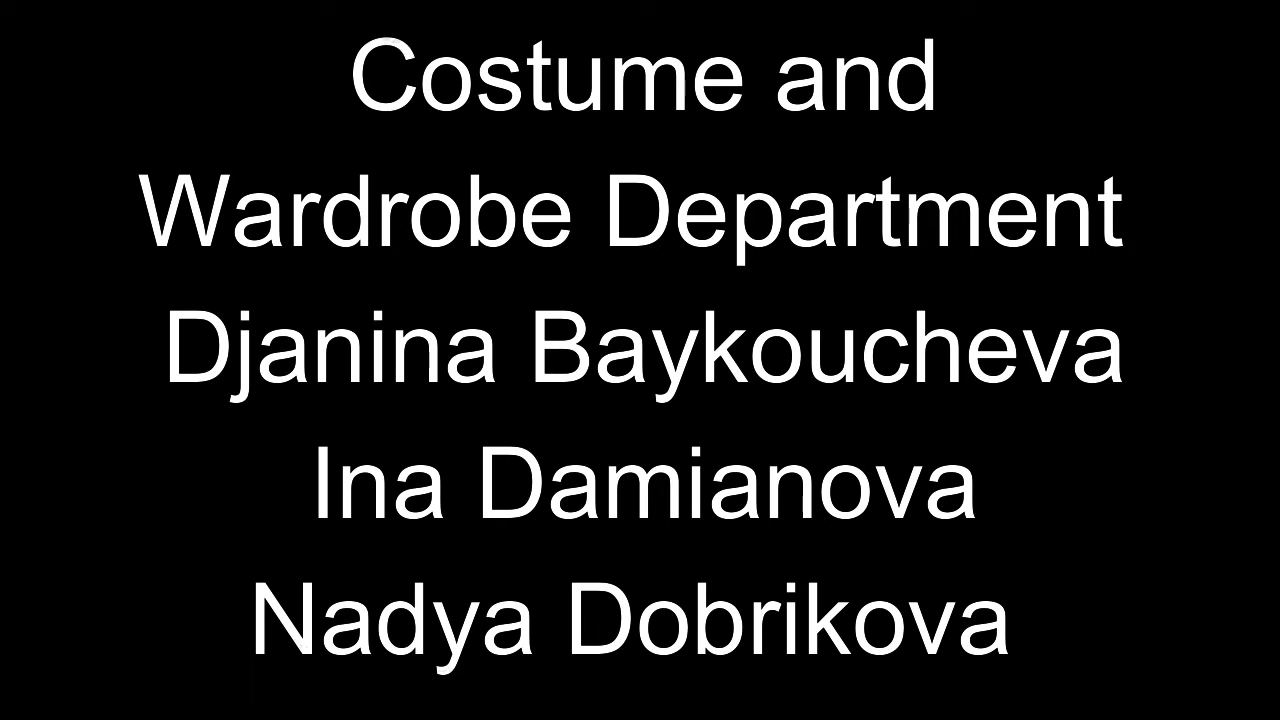 Costume and
Wardrobe Department
Djanina Baykoucheva
Ina Damianova
Nadya Dobrikova